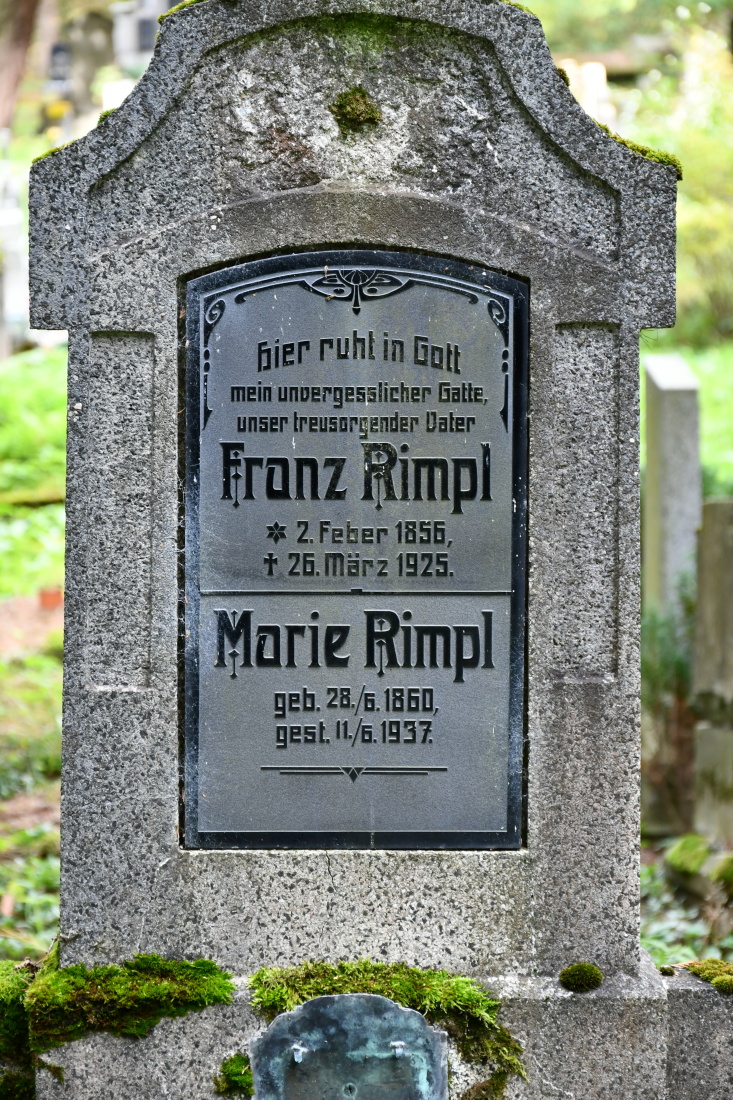 Hier ruht in Gott
mein unvergesslicher Gatte,
unser treusorgender Vater
Franz Rimpl
* 2. Feber 1856,
† 26. März 1925.
Marie Rimpl
geb. 28./6. 1860,
gest. 11./6. 1937.